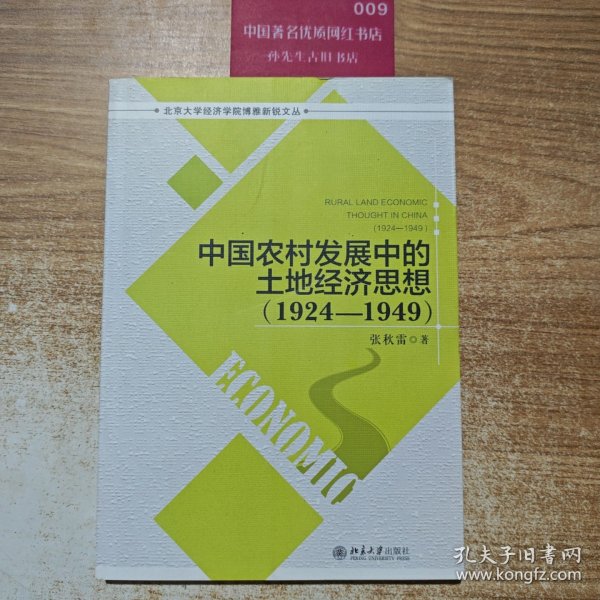 009
中国著名优质网红书店
孙先生古旧书店
北京大学经济学院博雅新锐文丛
RURAL LAND ECONOMIC
THOUGHT IN CHINA
(1924—1949)
中国农村发展中的
土地经济思想
(1924—1949)
张秋雷◎著
ECONOMIC
北京大学出版社
PEKING UNIVERSITY PRESS
孔夫子旧书网
www.kongfz.com